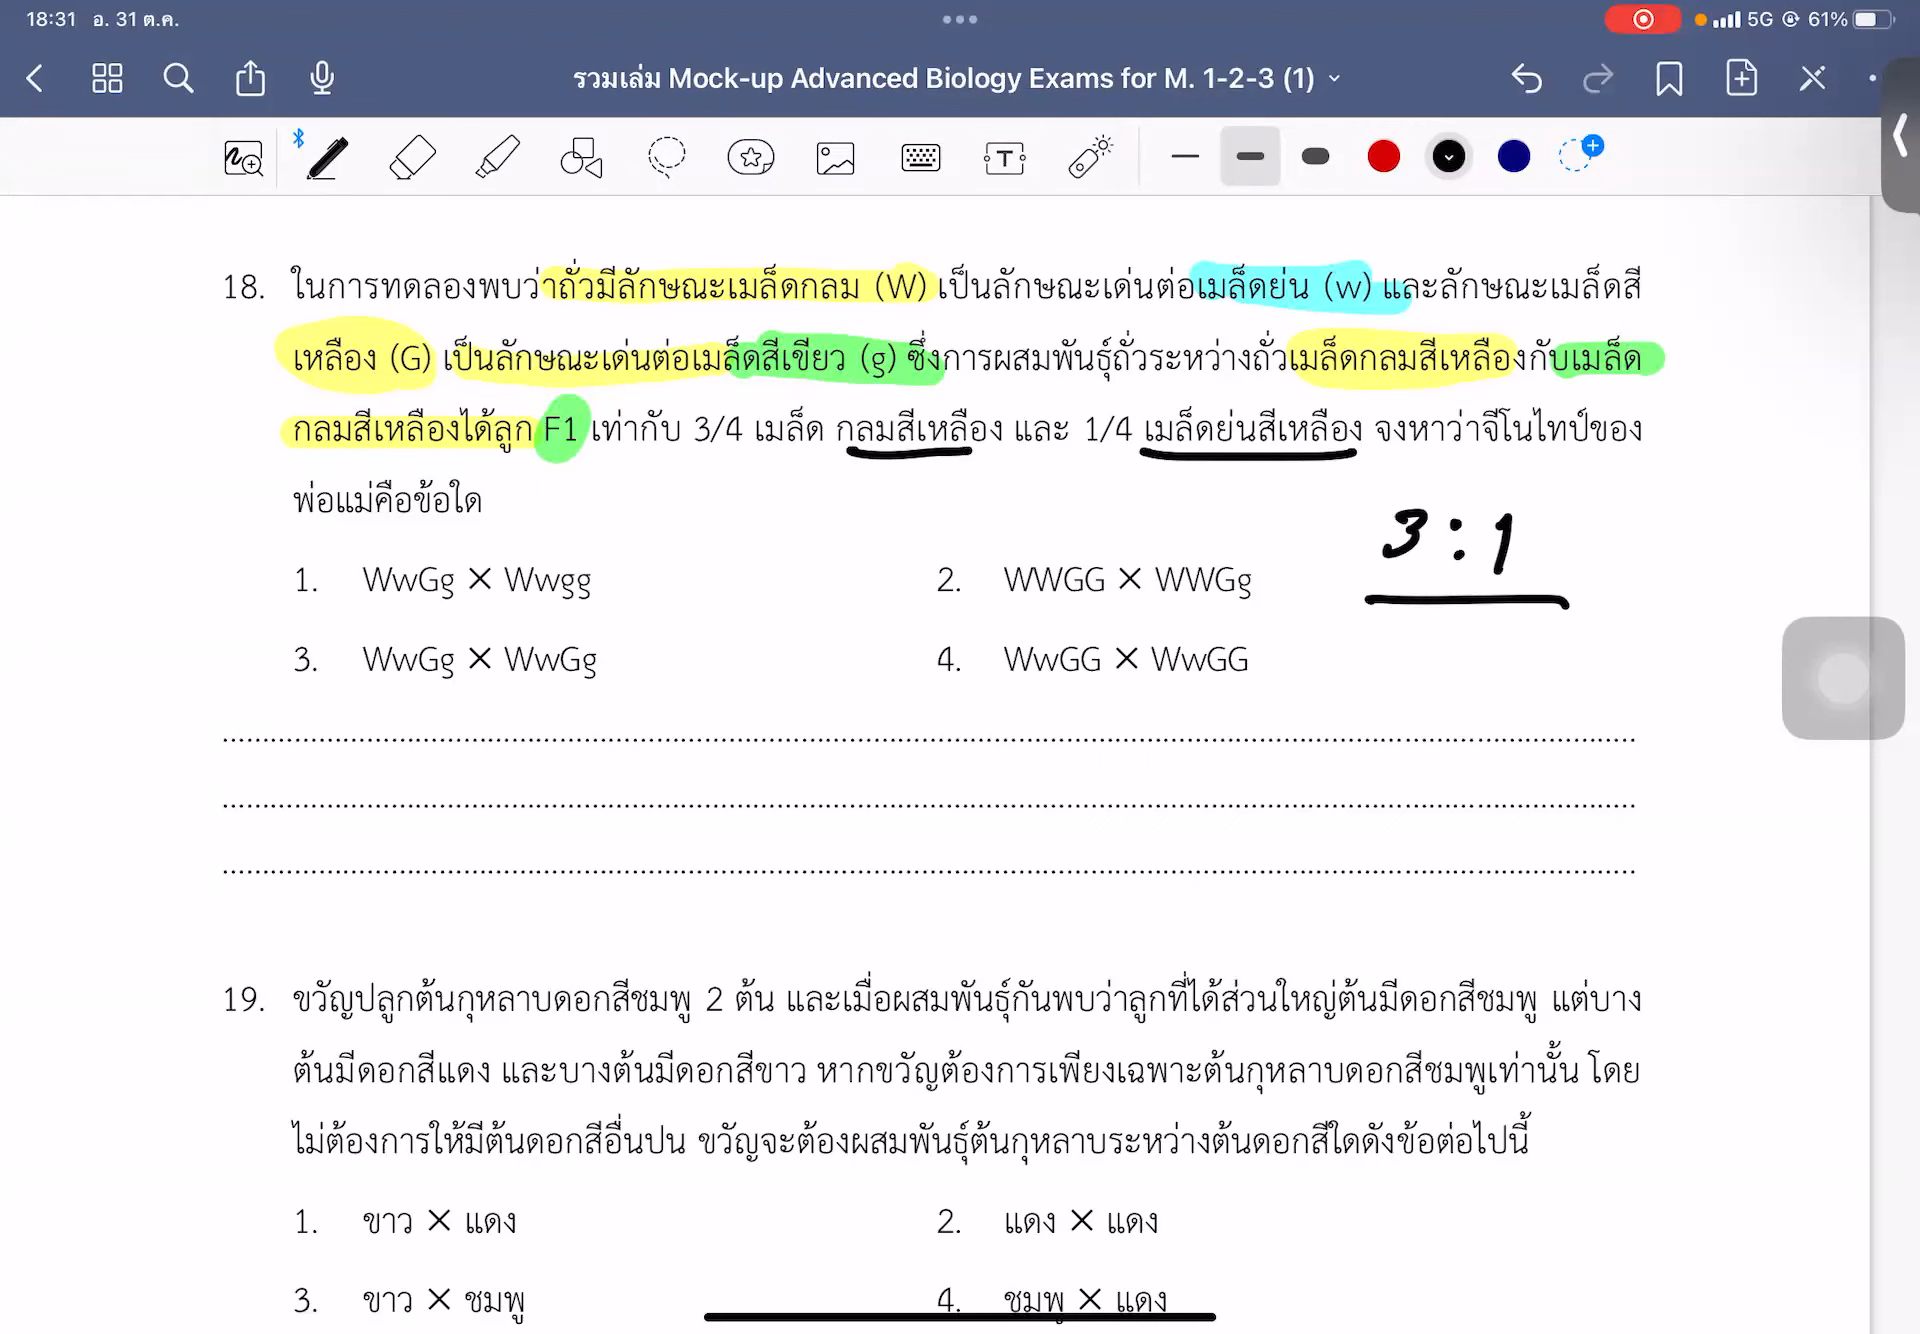 18:31 อ. 31 ต.ค.
5G 61%
รวมเล่ม Mock-up Advanced Biology Exams for M. 1-2-3 (1)
18. ในการทดลองพบว่าถั่วมีลักษณะเมล็ดกลม (W) เป็นลักษณะเด่นต่อเมล็ดย่น (w) และลักษณะเมล็ดสี
เหลือง (G) เป็นลักษณะเด่นต่อเมล็ดสีเขียว (g) ซึ่งการผสมพันธุ์ถั่วระหว่างถั่วเมล็ดกลมสีเหลืองกับเมล็ด
กลมสีเหลืองได้ลูก F1 เท่ากับ 3/4 เมล็ด กลมสีเหลือง และ 1/4 เมล็ดย่นสีเหลือง จงหาว่าจีโนไทป์ของ
พ่อแม่คือข้อใด
3 : 1
1. WwGg × Wwgg 2. WWGG × WWGg
3. WwGg × WwGg 4. WwGG × WwGG
19. ขวัญปลูกต้นกุหลาบดอกสีชมพู 2 ต้น และเมื่อผสมพันธุ์กันพบว่าลูกที่ได้ส่วนใหญ่ต้นมีดอกสีชมพู แต่บาง
ต้นมีดอกสีแดง และบางต้นมีดอกสีขาว หากขวัญต้องการเพียงเฉพาะต้นกุหลาบดอกสีชมพูเท่านั้น โดย
ไม่ต้องการให้มีต้นดอกสีอื่นปน ขวัญจะต้องผสมพันธุ์ต้นกุหลาบระหว่างต้นดอกสีใดดังข้อต่อไปนี้
1. ขาว × แดง 2. แดง × แดง
3. ขาว × ชมพู 4. ชมพู × แดง